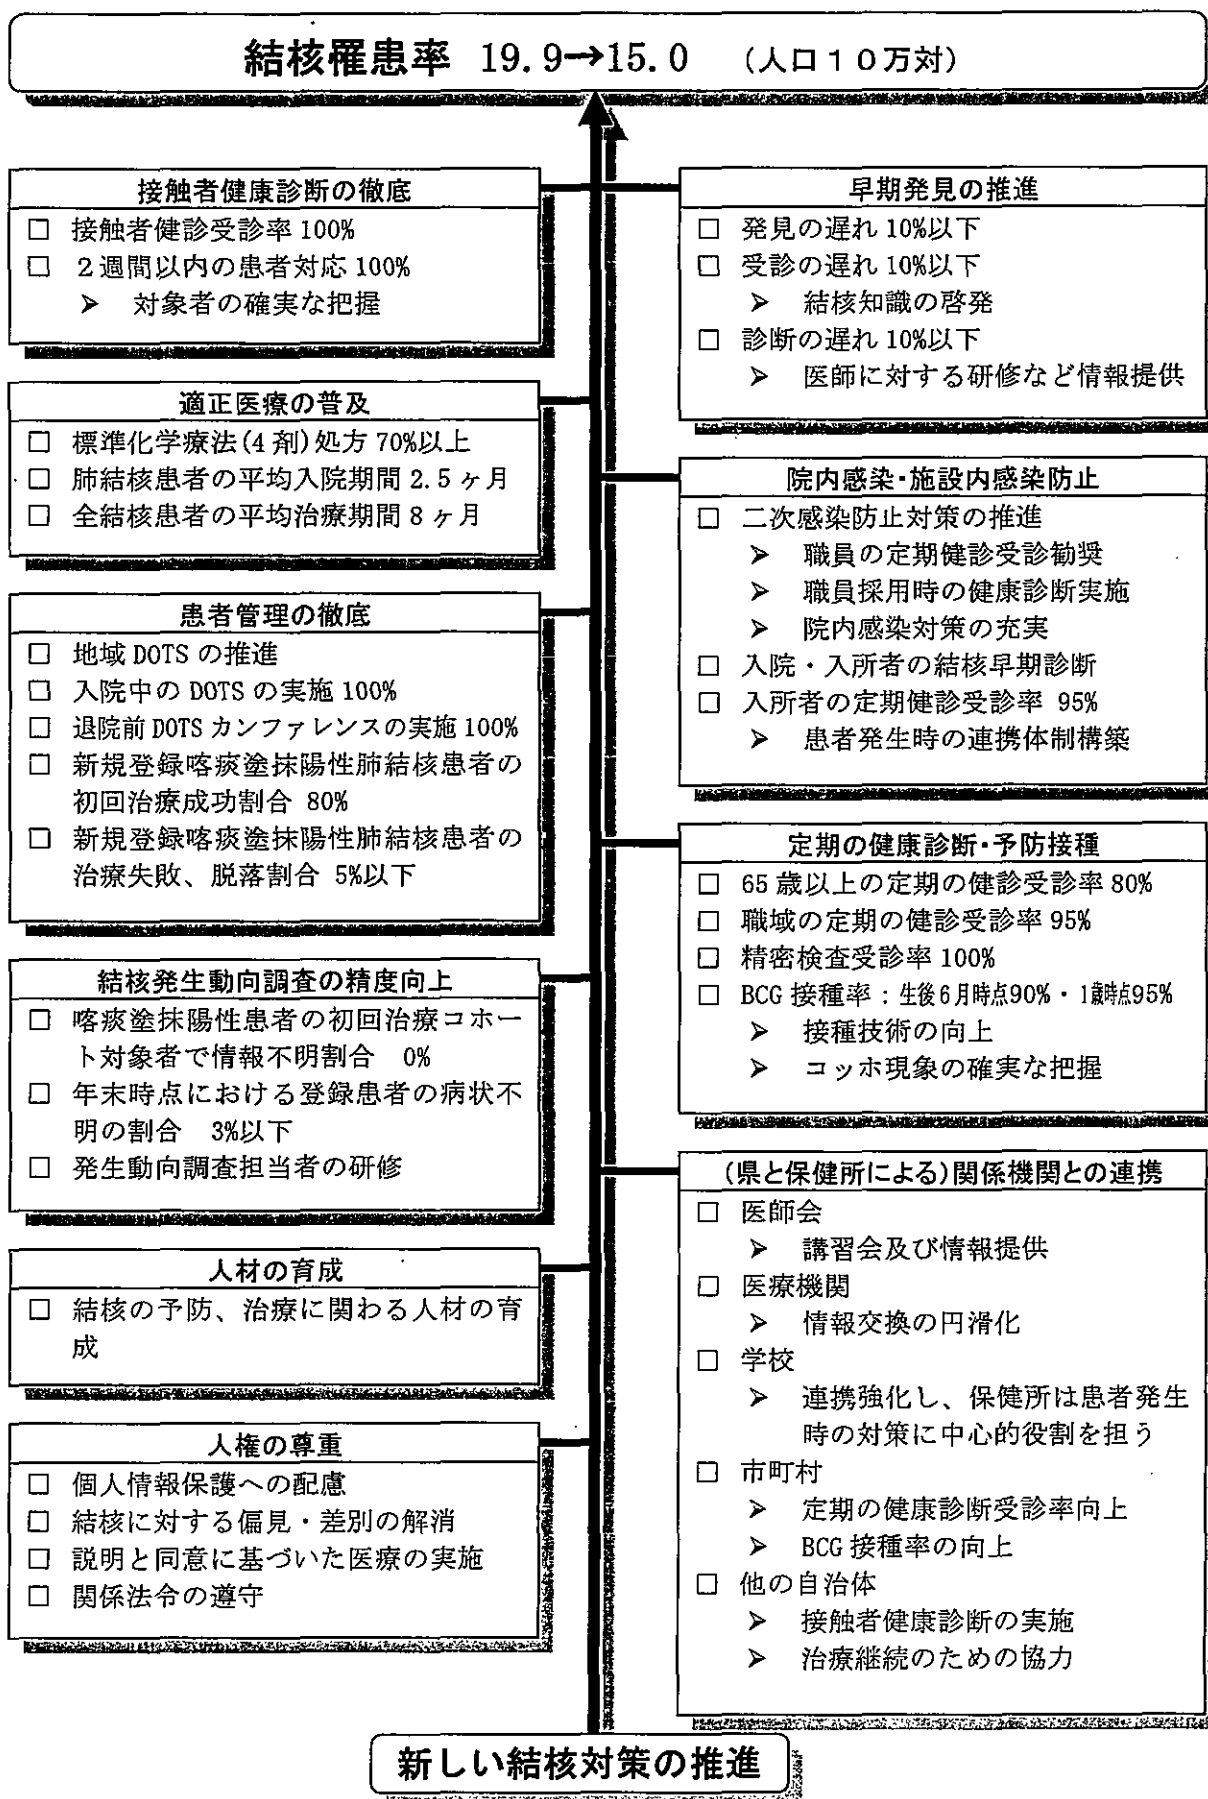 結核罹患率 19.9→15.0 (人口10万対)
接触者健康診断の徹底
□ 接触者健診受診率 100%
□ 2週間以内の患者対応 100%
➢ 対象者の確実な把握
適正医療の普及
□ 標準化学療法(4剤)処方 70%以上
□ 肺結核患者の平均入院期間 2.5ヶ月
□ 全結核患者の平均治療期間 8ヶ月
患者管理の徹底
□ 地域DOTSの推進
□ 入院中のDOTSの実施 100%
□ 退院前DOTSカンファレンスの実施 100%
□ 新規登録喀痰塗抹陽性肺結核患者の
初回治療成功割合 80%
□ 新規登録喀痰塗抹陽性肺結核患者の
治療失敗、脱落割合 5%以下
結核発生動向調査の精度向上
□ 喀痰塗抹陽性患者の初回治療コホー
ト対象者で情報不明割合 0%
□ 年末時点における登録患者の病状不
明の割合 3%以下
□ 発生動向調査担当者の研修
人材の育成
□ 結核の予防、治療に関わる人材の育
成
人権の尊重
□ 個人情報保護への配慮
□ 結核に対する偏見・差別の解消
□ 説明と同意に基づいた医療の実施
□ 関係法令の遵守
早期発見の推進
□ 発見の遅れ 10%以下
□ 受診の遅れ 10%以下
➢ 結核知識の啓発
□ 診断の遅れ 10%以下
➢ 医師に対する研修など情報提供
院内感染・施設内感染防止
□ 二次感染防止対策の推進
➢ 職員の定期健診受診勧奨
➢ 職員採用時の健康診断実施
➢ 院内感染対策の充実
□ 入院・入所者の結核早期診断
□ 入所者の定期健診受診率 95%
➢ 患者発生時の連携体制構築
定期の健康診断・予防接種
□ 65歳以上の定期の健診受診率 80%
□ 職域の定期の健診受診率 95%
□ 精密検査受診率 100%
□ BCG接種率：生後6月時点90%・1歳時点95%
➢ 接種技術の向上
➢ コッホ現象の確実な把握
(県と保健所による)関係機関との連携
□ 医師会
➢ 講習会及び情報提供
□ 医療機関
➢ 情報交換の円滑化
□ 学校
➢ 連携強化し、保健所は患者発生
時の対策に中心的役割を担う
□ 市町村
➢ 定期の健康診断受診率向上
➢ BCG接種率の向上
□ 他の自治体
➢ 接触者健康診断の実施
➢ 治療継続のための協力
新しい結核対策の推進